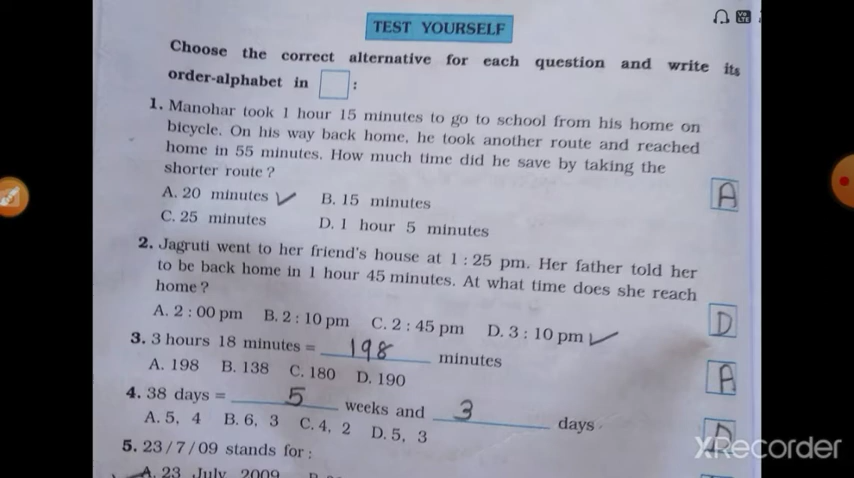 TEST YOURSELF
Choose the correct alternative for each question and write its
order-alphabet in :
1. Manohar took 1 hour 15 minutes to go to school from his home on
bicycle. On his way back home, he took another route and reached
home in 55 minutes. How much time did he save by taking the
shorter route ?
A. 20 minutes ✓ B. 15 minutes
A
C. 25 minutes D. 1 hour 5 minutes
2. Jagruti went to her friend's house at 1 : 25 pm. Her father told her
to be back home in 1 hour 45 minutes. At what time does she reach
home ?
A. 2 : 00 pm B. 2 : 10 pm C. 2 : 45 pm D. 3 : 10 pm ✓
D
3. 3 hours 18 minutes = 198 minutes
A. 198 B. 138 C. 180 D. 190
A
4. 38 days = 5 weeks and 3 days
A. 5, 4 B. 6, 3 C. 4, 2 D. 5, 3
D
5. 23 / 7 / 09 stands for :
A. 23 July 2009
XRecorder